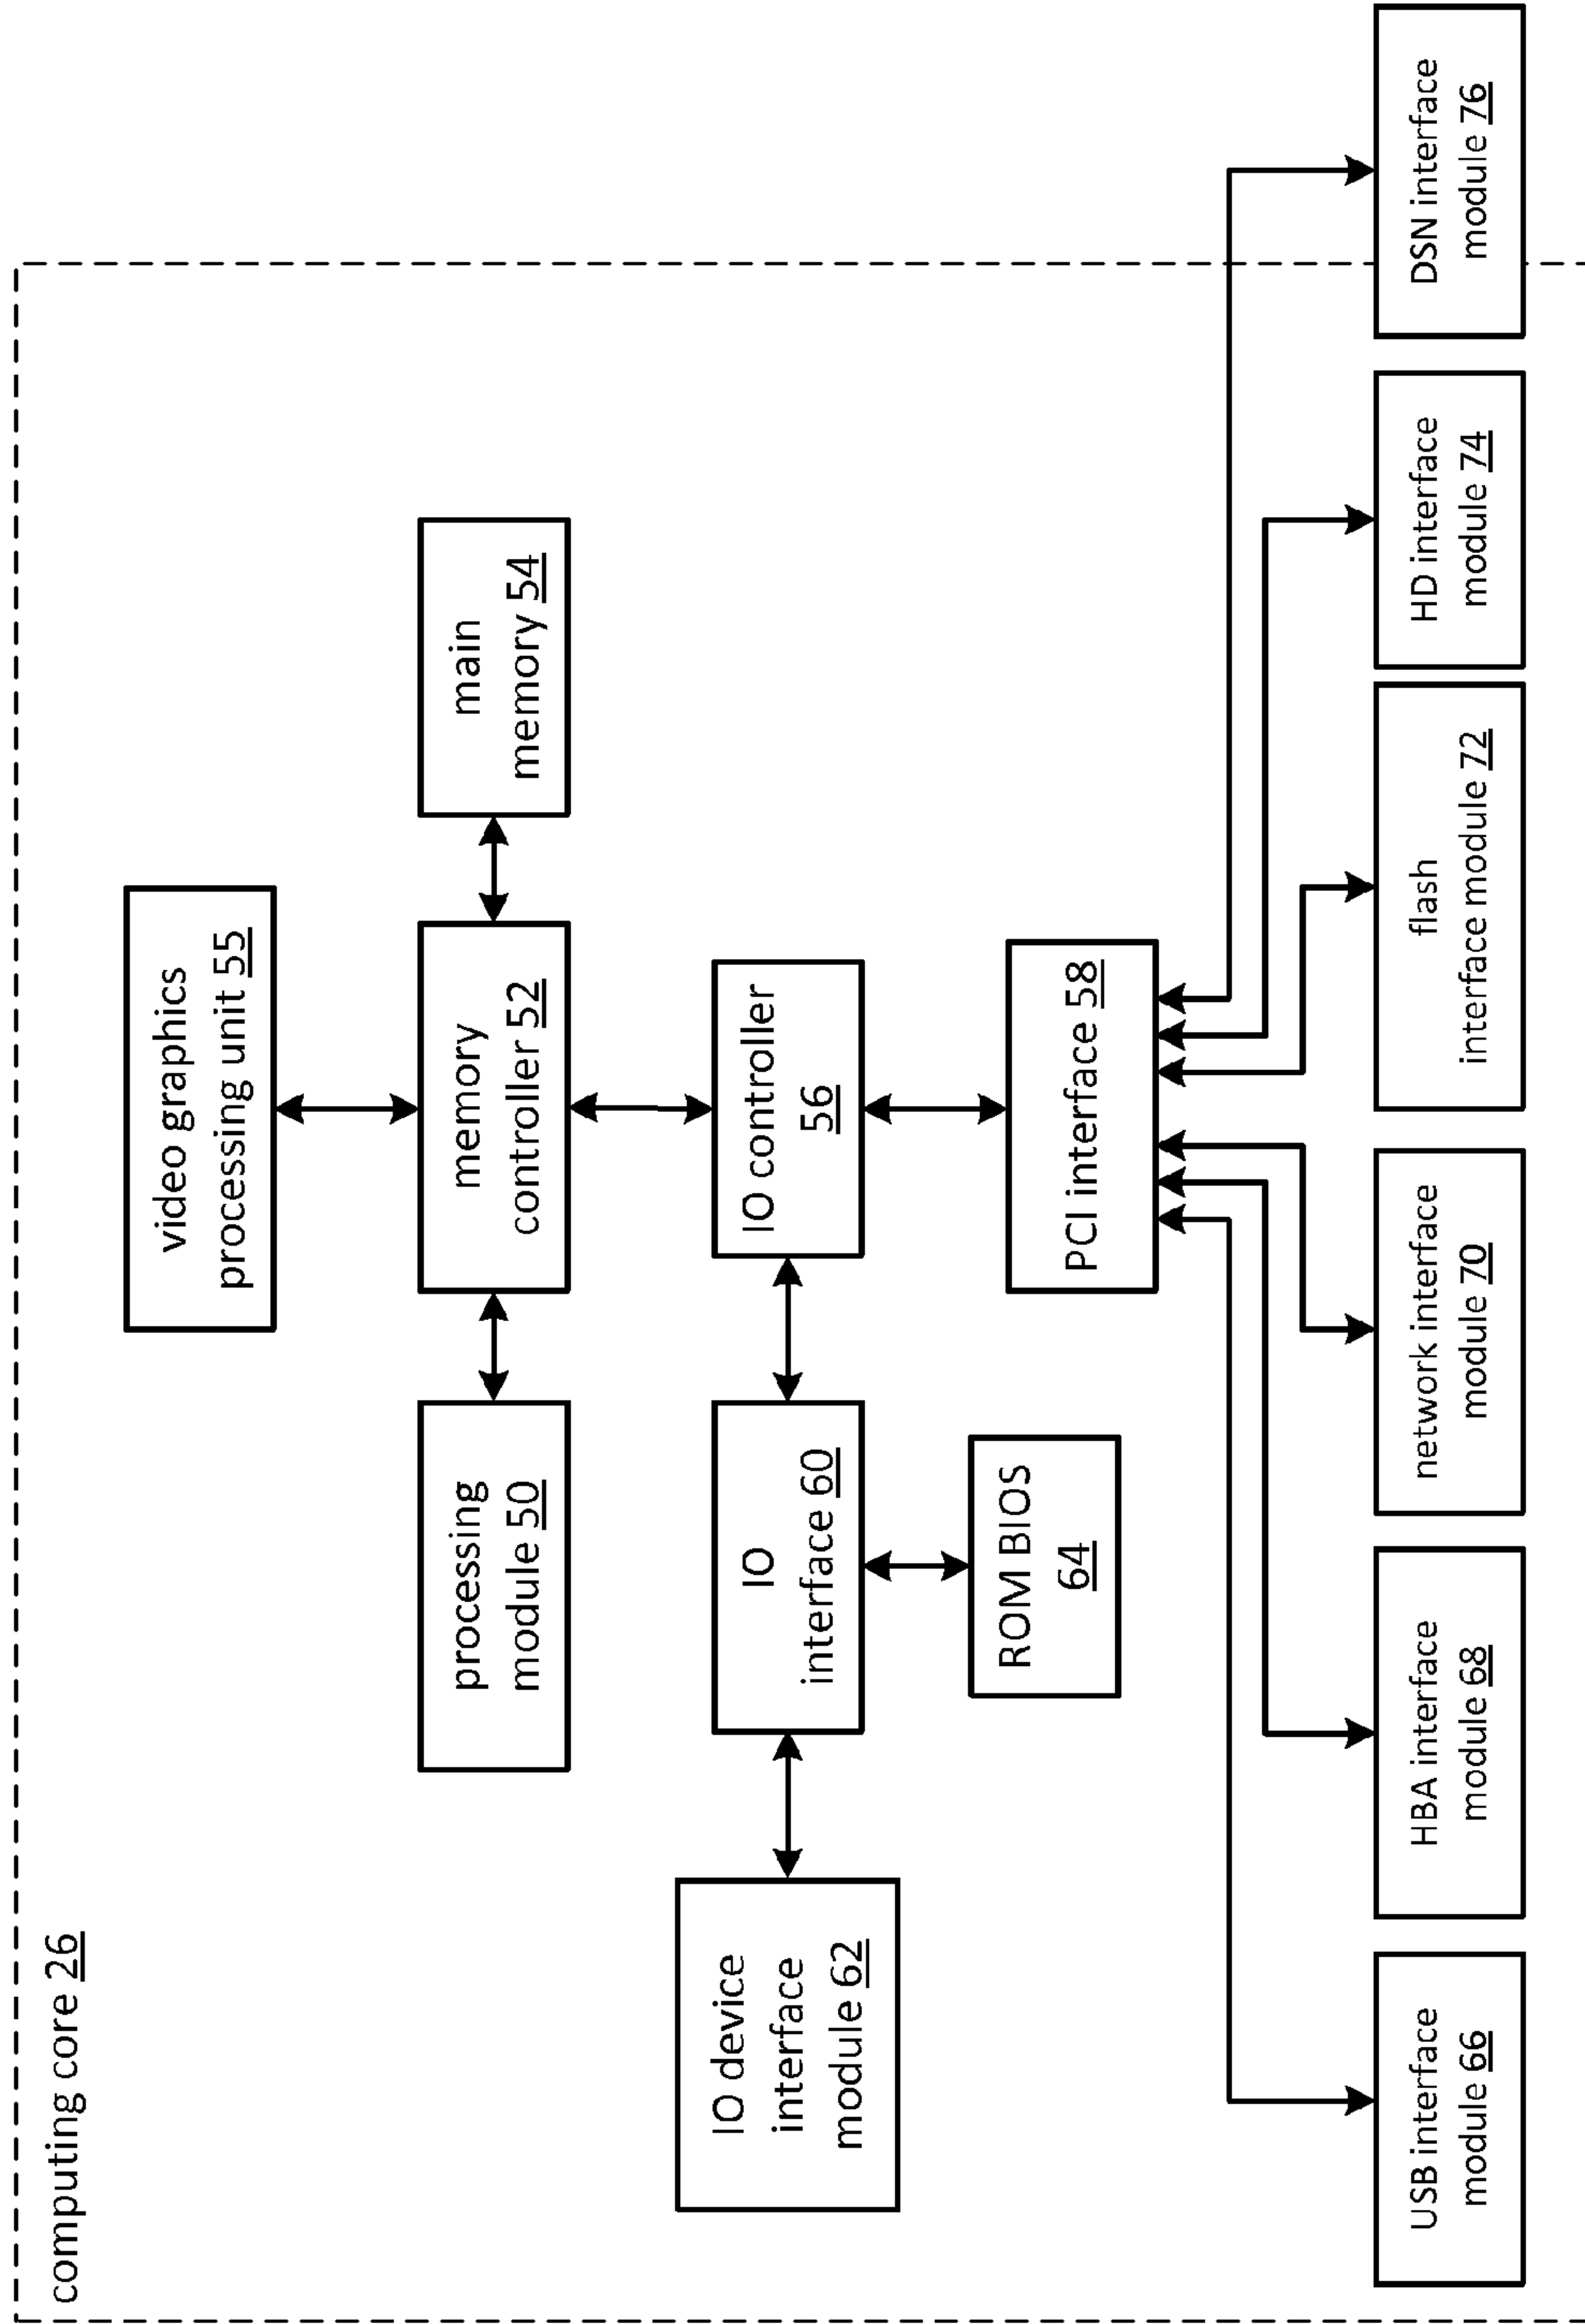 computing core 26
video graphics
processing unit 55
processing
module 50
memory
controller 52
main
memory 54
IO device
interface
module 62
IO
interface 60
IO controller
56
ROM BIOS
64
PCI interface 58
USB interface
module 66
HBA interface
module 68
network interface
module 70
flash
interface module 72
HD interface
module 74
DSN interface
module 76